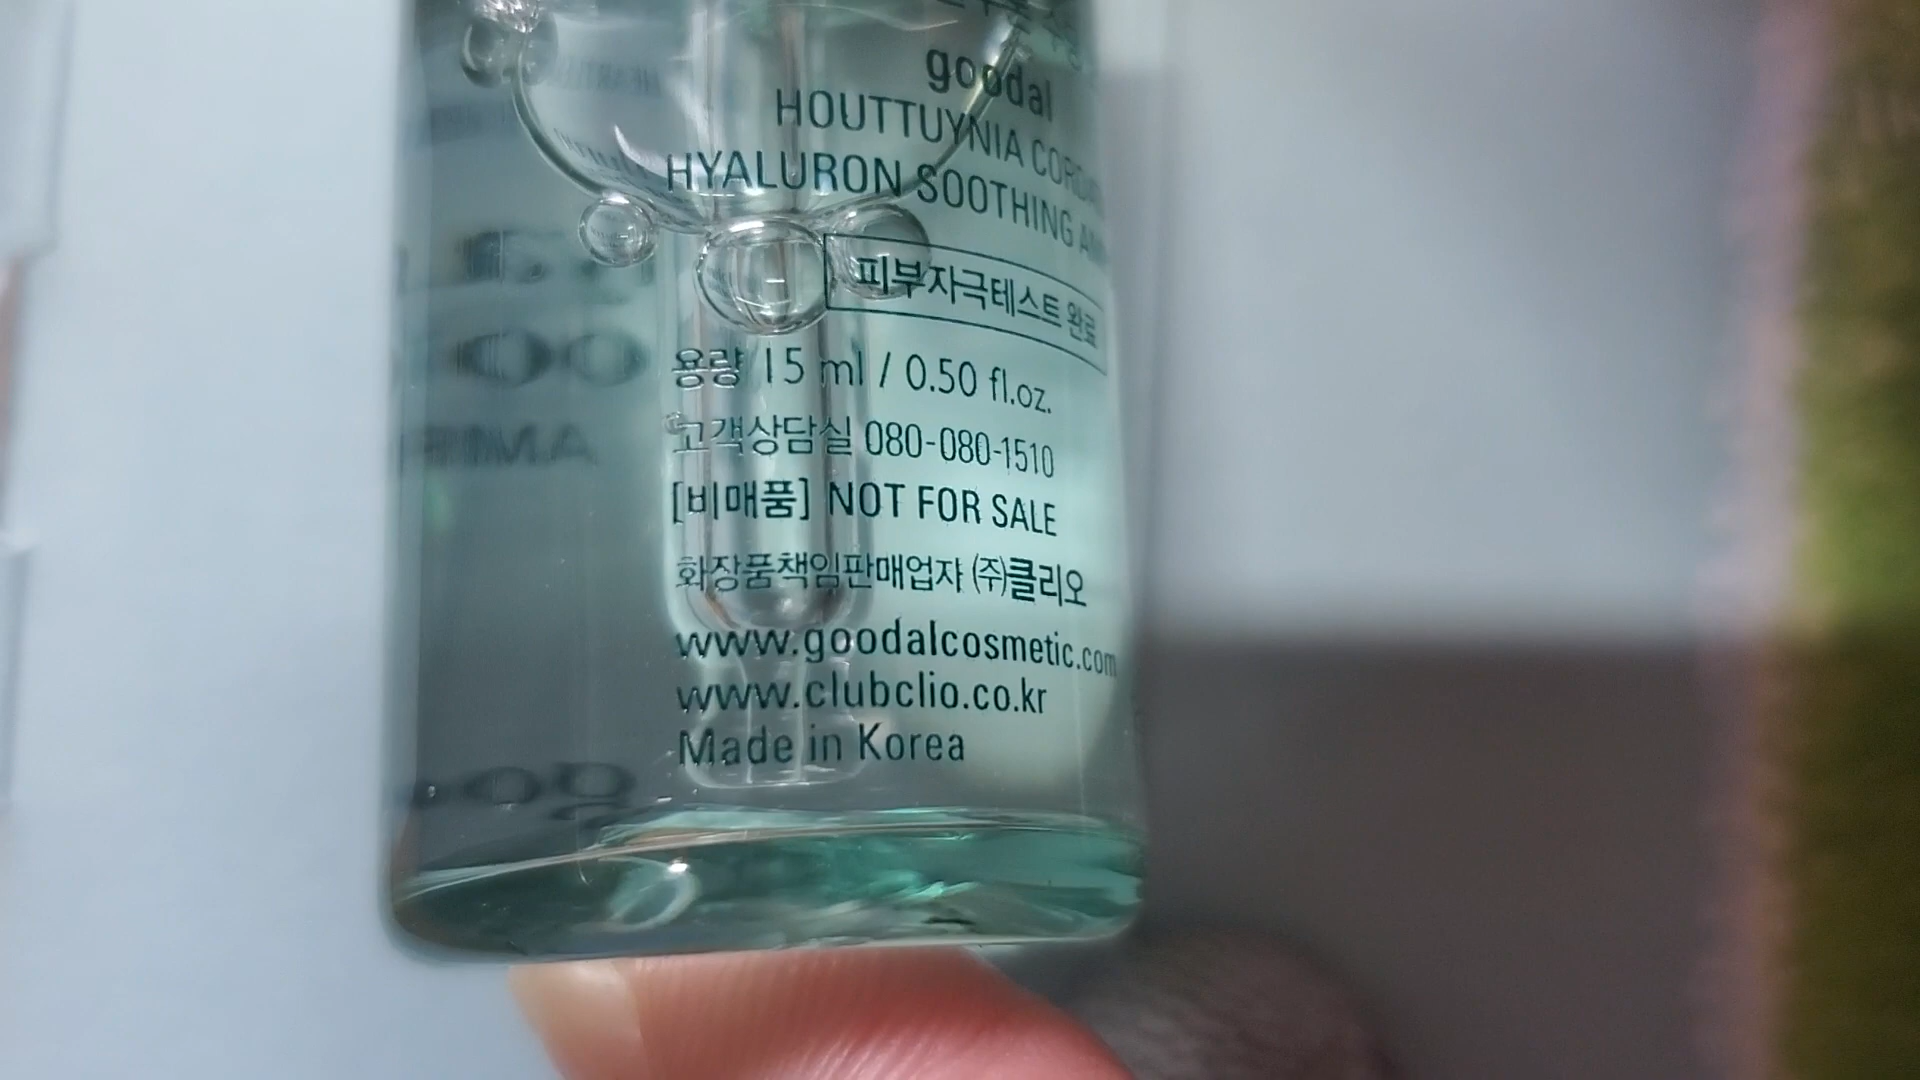 goodal
HOUTTUYNIA
HYALURON SOOTHING
피부자극테스트 완료
용량 15 ml / 0.50 fl.oz.
고객상담실 080-080-1510
[비매품] NOT FOR SALE
화장품책임판매업자 ㈜클리오
www.goodalcosmetic.com
www.clubclio.co.kr
Made in Korea